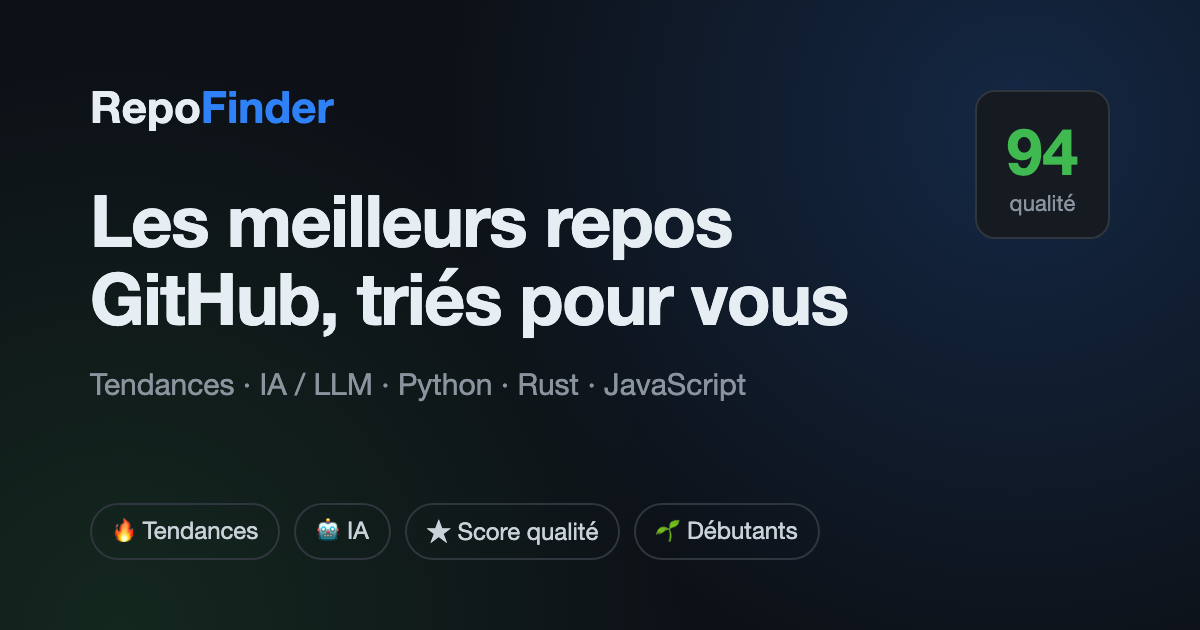 RepoFinder
94
qualité
Les meilleurs repos
GitHub, triés pour vous
Tendances · IA / LLM · Python · Rust · JavaScript
🔥 Tendances
🤖 IA
★ Score qualité
🌱 Débutants